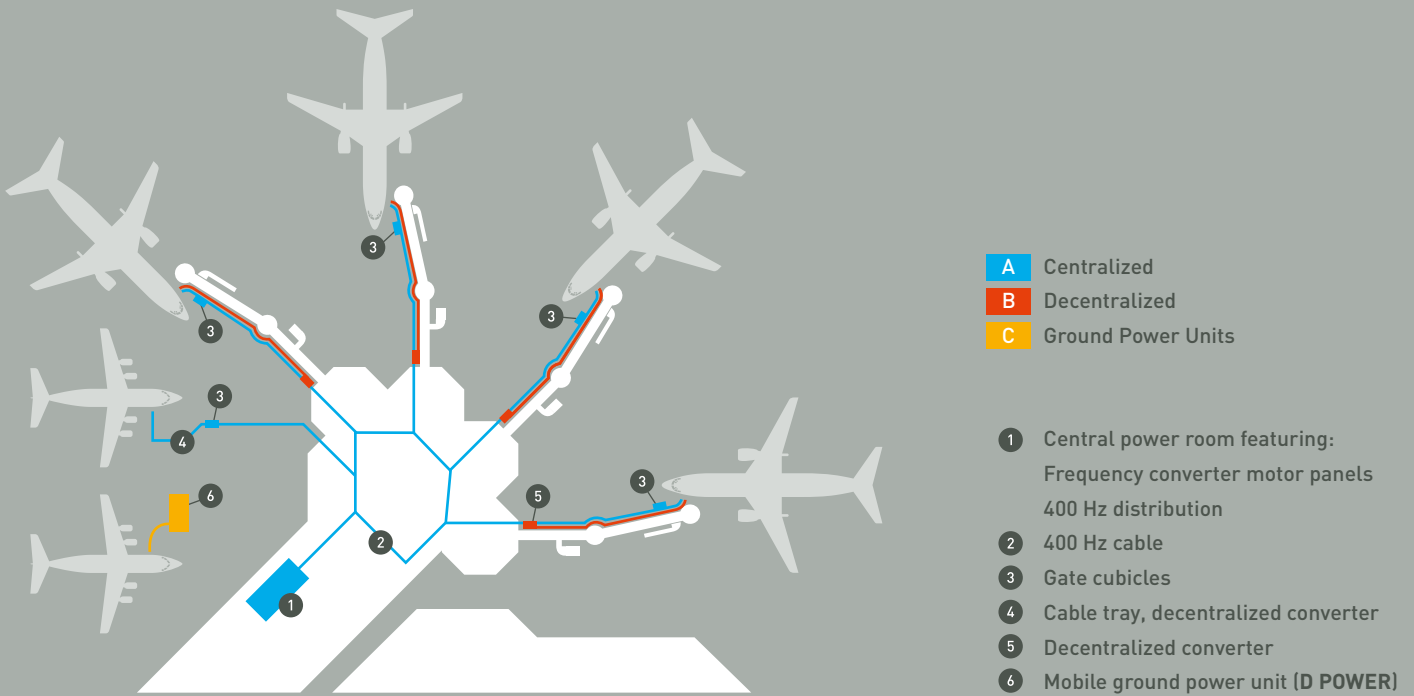 3
3
3
3
4
6
5
3
2
1
A Centralized
B Decentralized
C Ground Power Units
1 Central power room featuring:
Frequency converter motor panels
400 Hz distribution
2 400 Hz cable
3 Gate cubicles
4 Cable tray, decentralized converter
5 Decentralized converter
6 Mobile ground power unit (D POWER)